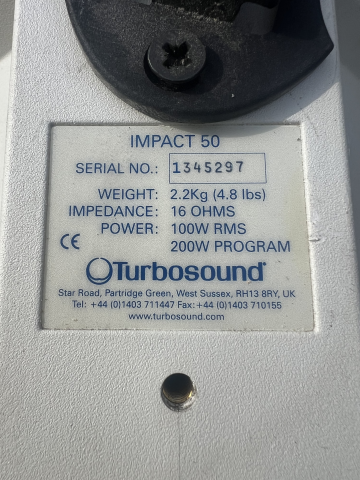 IMPACT 50
SERIAL NO.: 1345297
WEIGHT: 2.2Kg (4.8 lbs)
IMPEDANCE: 16 OHMS
POWER: 100W RMS
CE 200W PROGRAM
Turbosound®
Star Road, Partridge Green, West Sussex, RH13 8RY, UK
Tel: +44 (0)1403 711447 Fax:+44 (0)1403 710155
www.turbosound.com